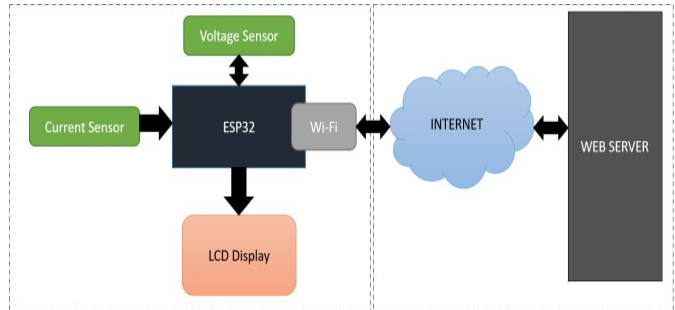 Voltage Sensor
Current Sensor
ESP32
Wi-Fi
INTERNET
WEB SERVER
LCD Display